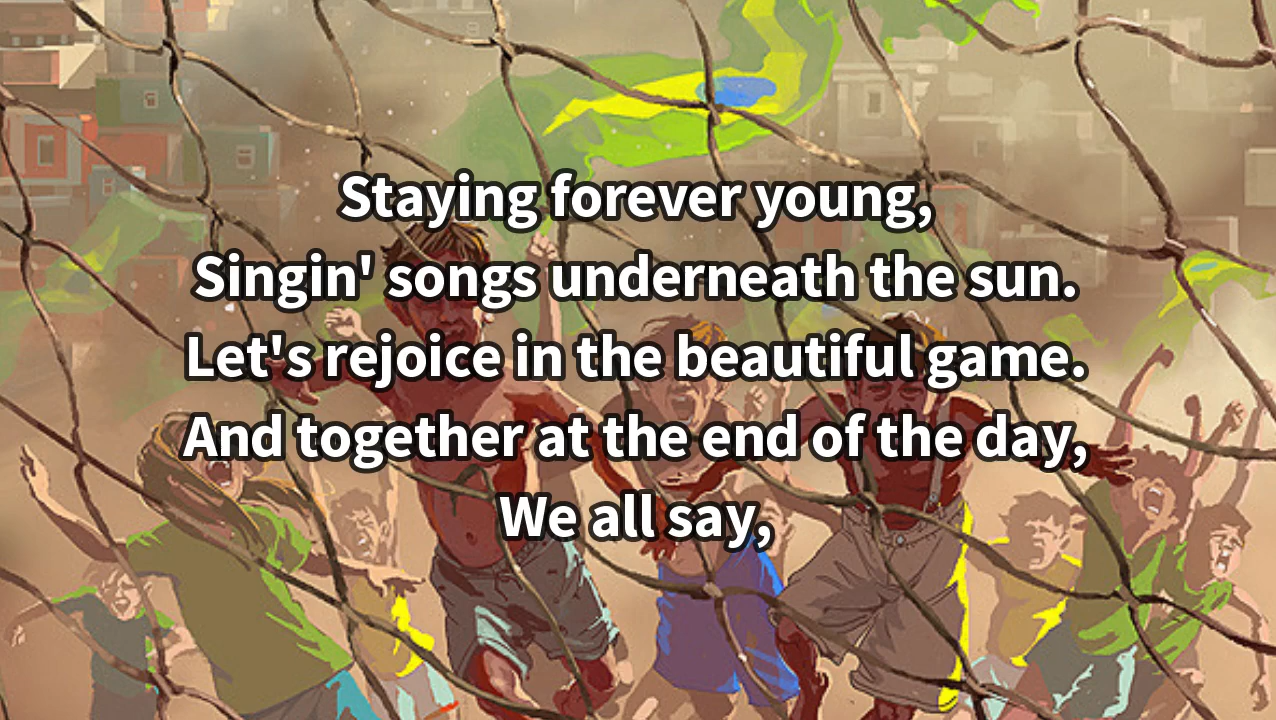 Staying forever young,
Singin' songs underneath the sun.
Let's rejoice in the beautiful game.
And together at the end of the day,
We all say,